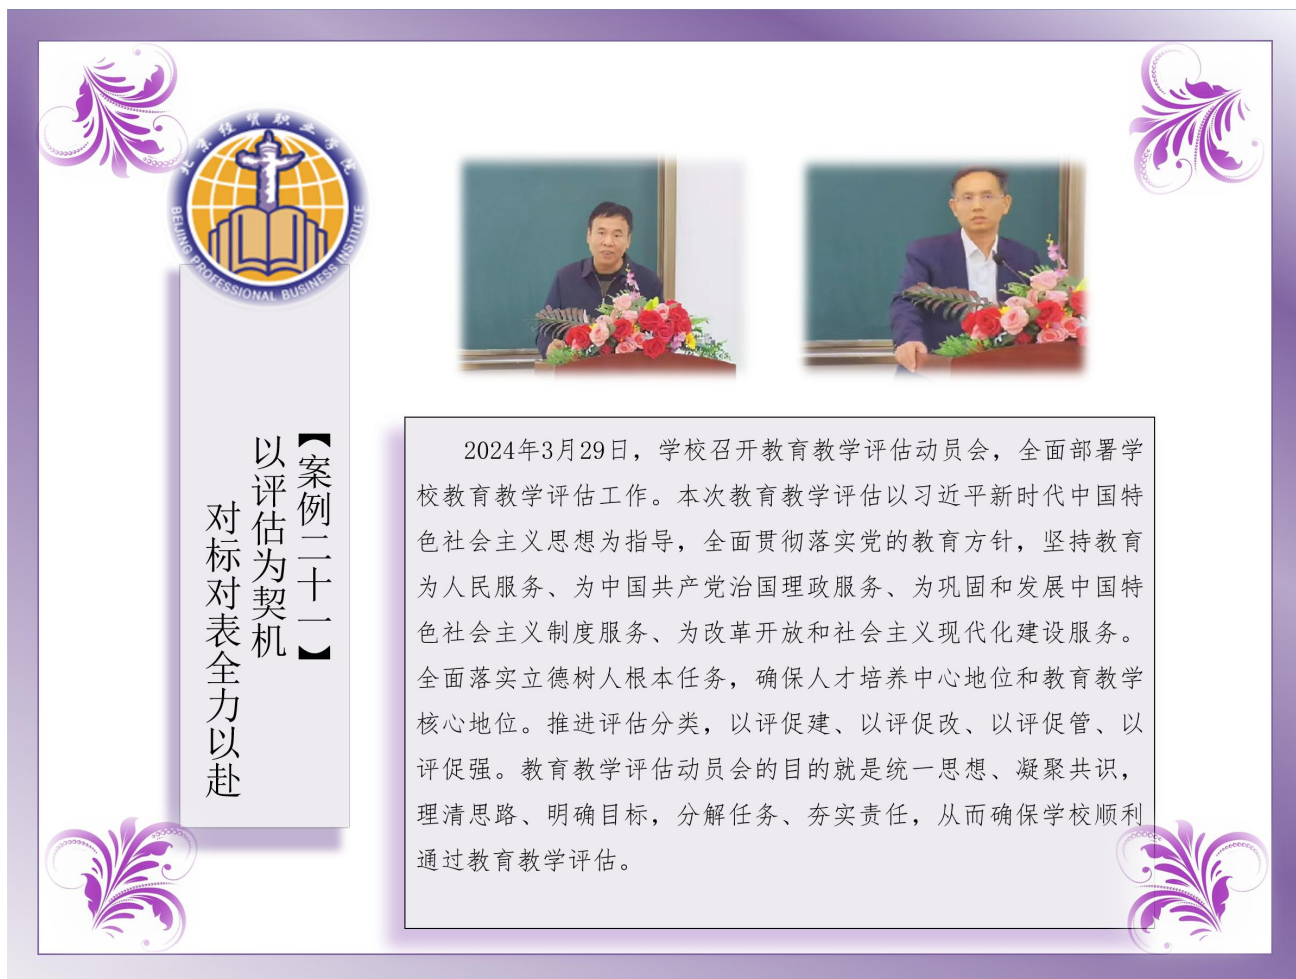 北京经贸职业学院
BEIJING PROFESSIONAL BUSINESS INSTITUTE
【案例二十一】
以评估为契机
对标对表全力以赴
2024年3月29日，学校召开教育教学评估动员会，全面部署学
校教育教学评估工作。本次教育教学评估以习近平新时代中国特
色社会主义思想为指导，全面贯彻落实党的教育方针，坚持教育
为人民服务、为中国共产党治国理政服务、为巩固和发展中国特
色社会主义制度服务、为改革开放和社会主义现代化建设服务。
全面落实立德树人根本任务，确保人才培养中心地位和教育教学
核心地位。推进评估分类，以评促建、以评促改、以评促管、以
评促强。教育教学评估动员会的目的就是统一思想、凝聚共识，
理清思路、明确目标，分解任务、夯实责任，从而确保学校顺利
通过教育教学评估。